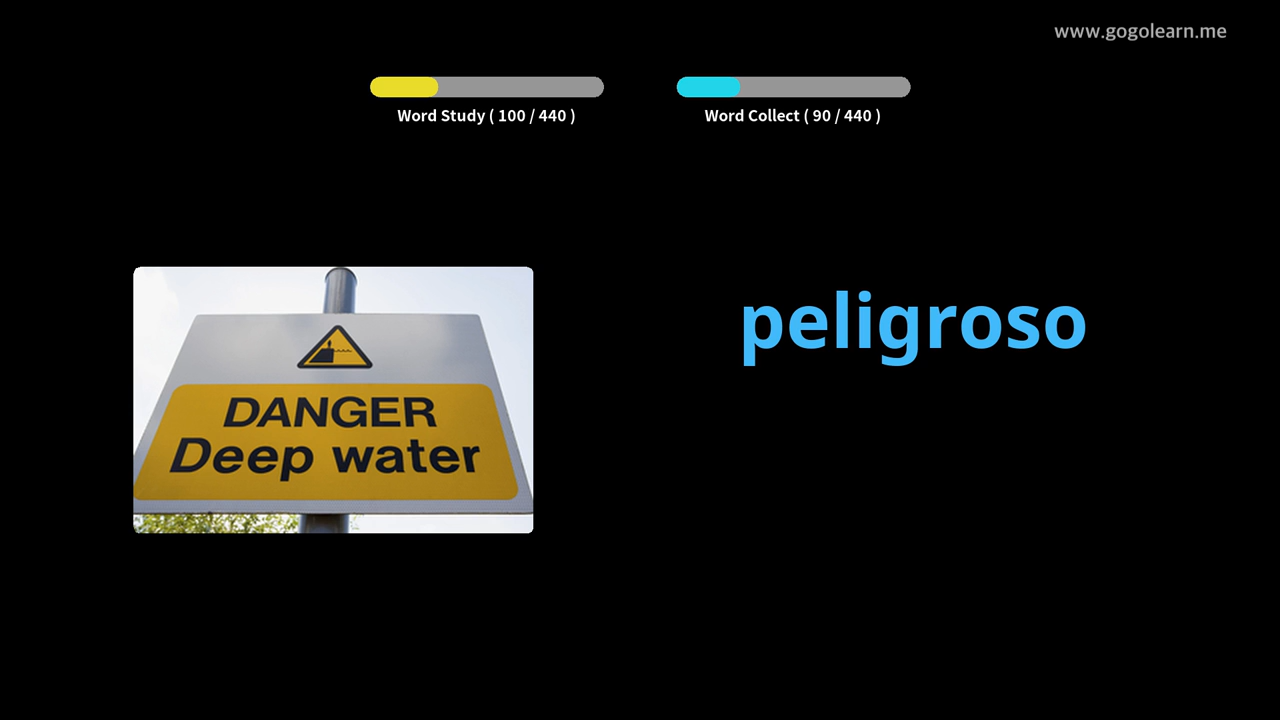 www.gogolearn.me
Word Study ( 100 / 440 )
Word Collect ( 90 / 440 )
peligroso
DANGER
Deep water